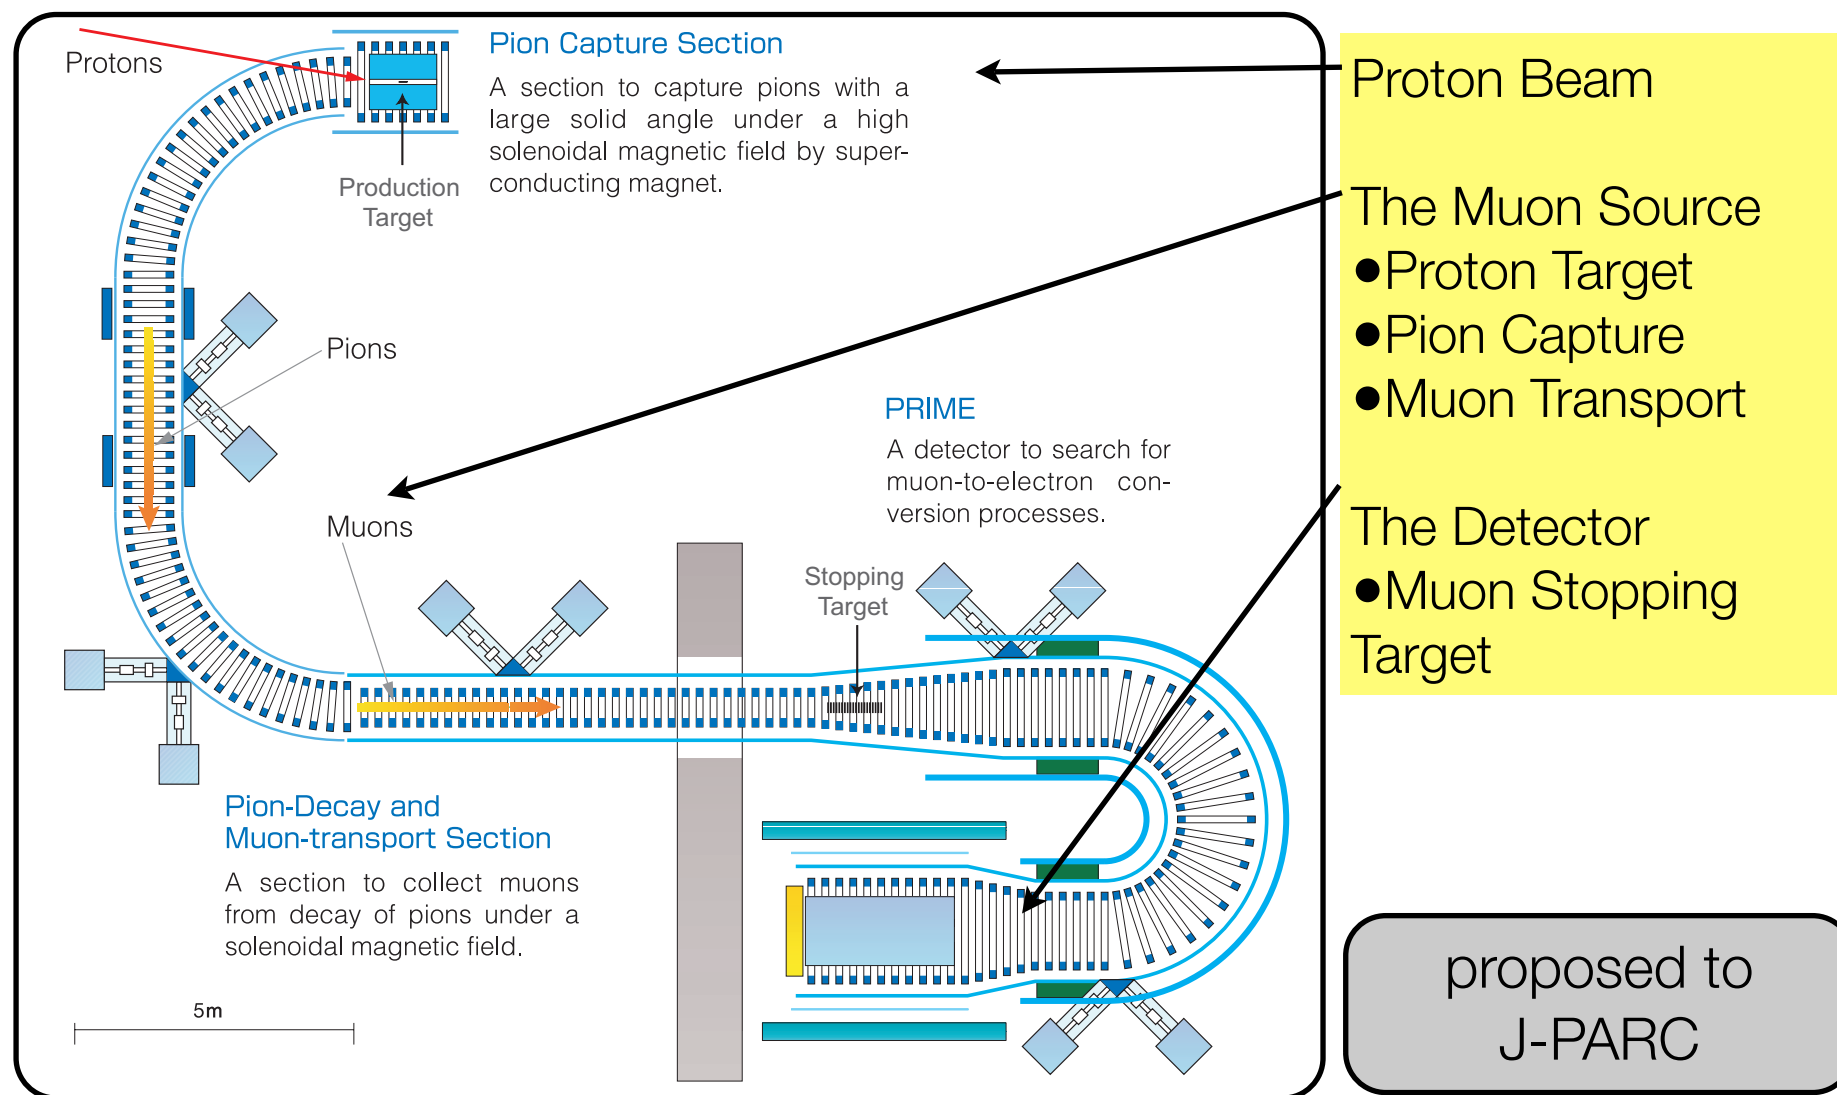 Protons
Pion Capture Section
A section to capture pions with a
large solid angle under a high
solenoidal magnetic field by super-
conducting magnet.
Production
Target
Pions
Muons
PRIME
A detector to search for
muon-to-electron con-
version processes.
Stopping
Target
Pion-Decay and
Muon-transport Section
A section to collect muons
from decay of pions under a
solenoidal magnetic field.
5m
Proton Beam
The Muon Source
●Proton Target
●Pion Capture
●Muon Transport
The Detector
●Muon Stopping
Target
proposed to
J-PARC